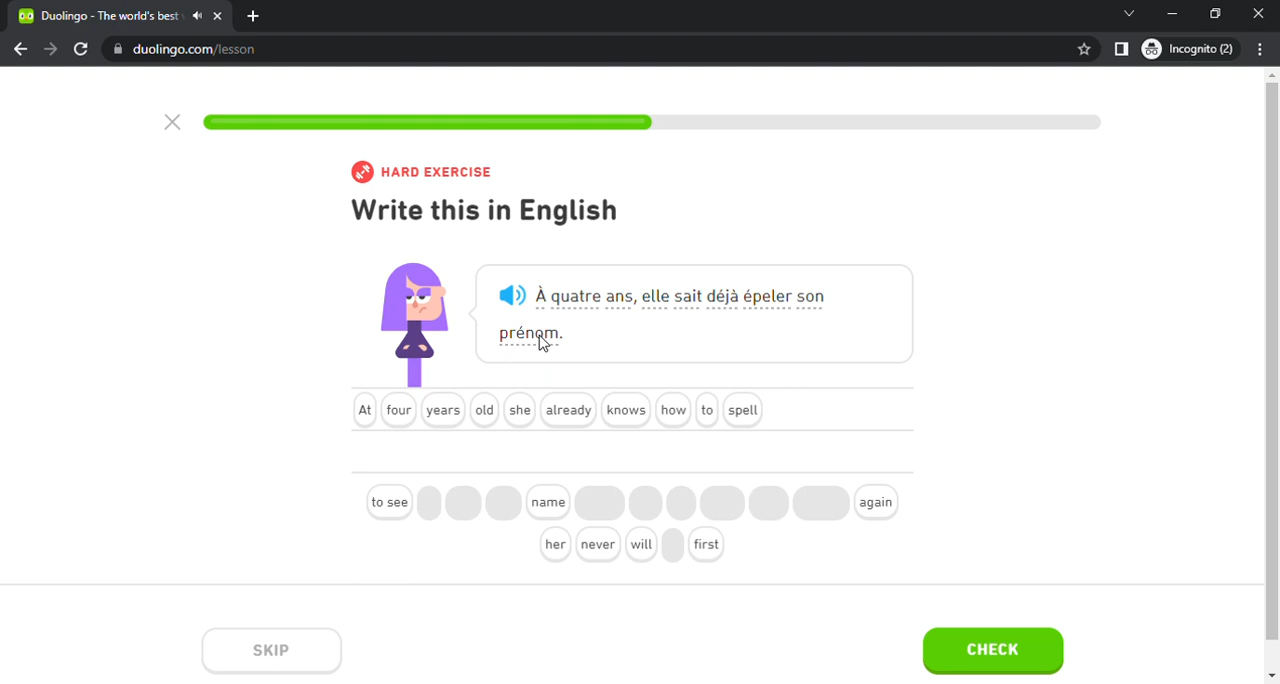 Duolingo - The world's best
duolingo.com/lesson
Incognito (2)
HARD EXERCISE
Write this in English
À quatre ans, elle sait déjà épeler son
prénom.
At four years old she already knows how to spell
to see name again
her never will first
SKIP CHECK